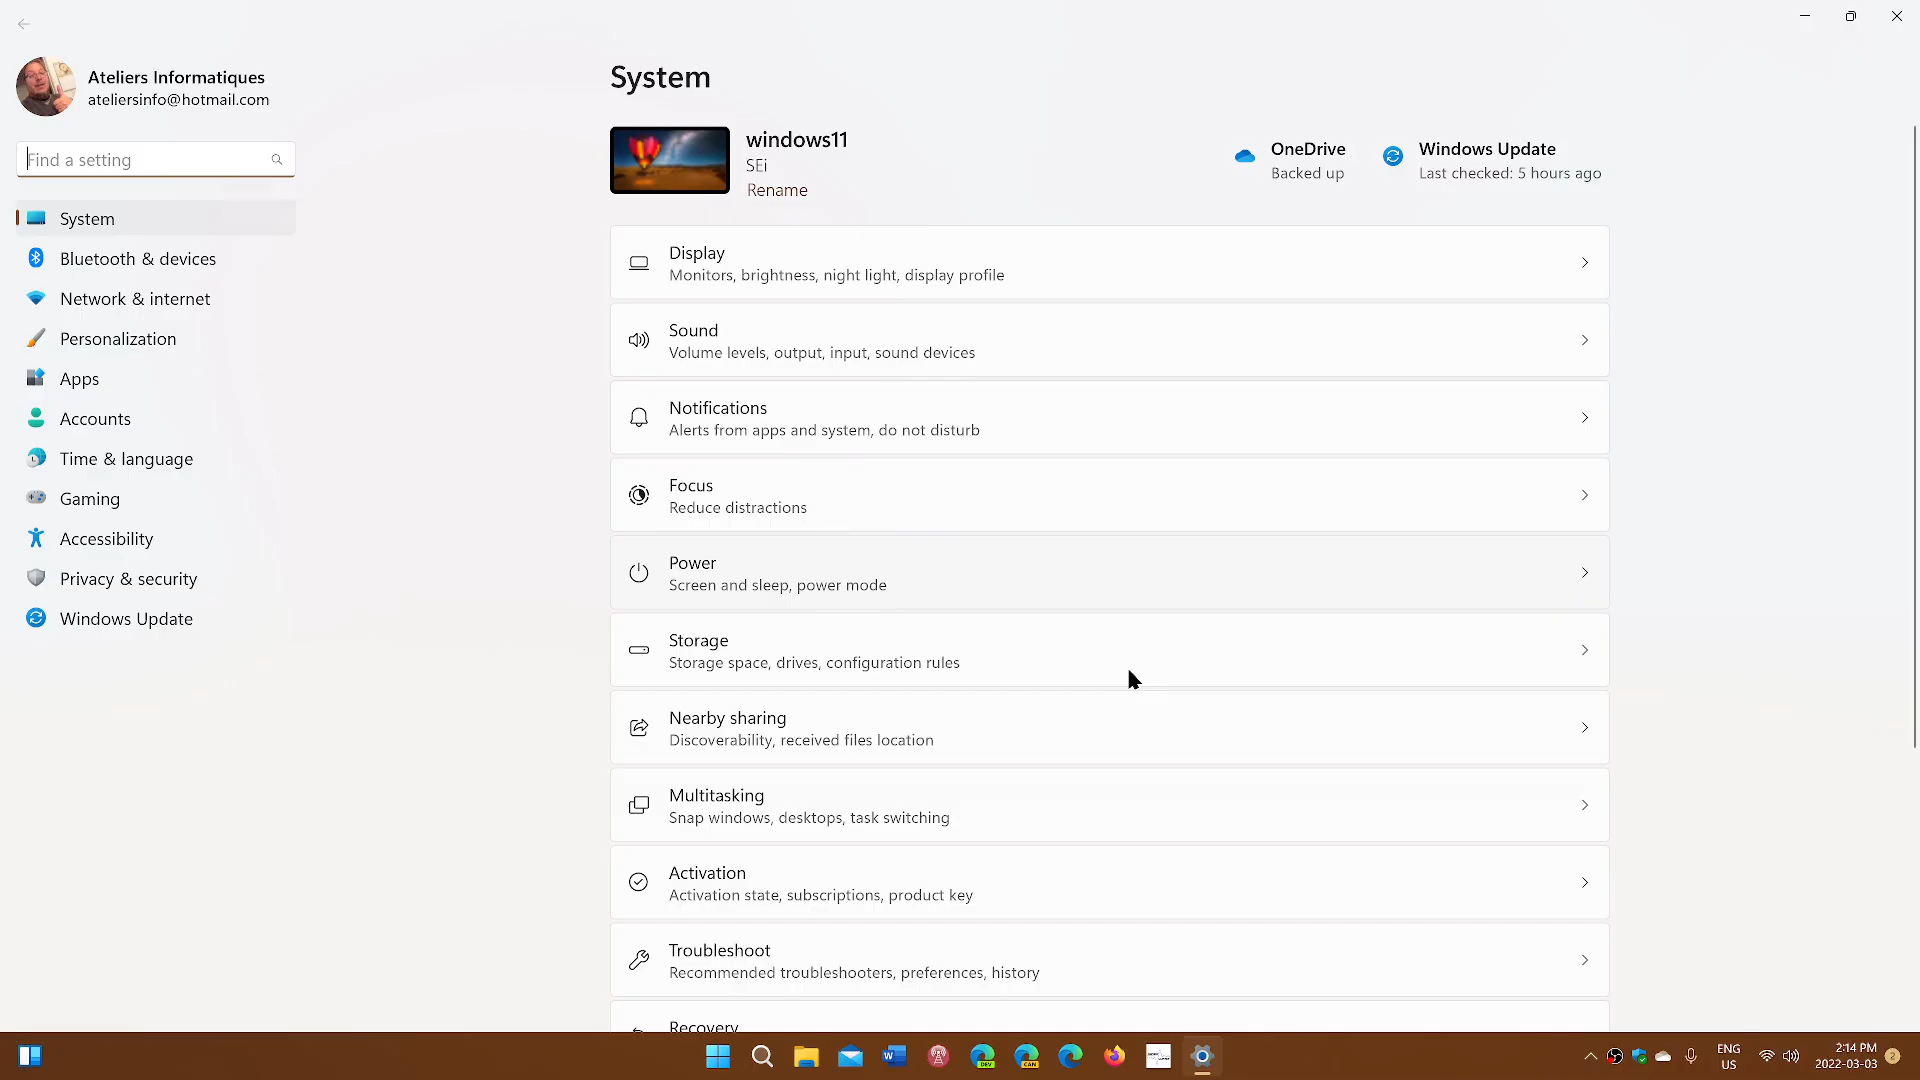 Ateliers Informatiques
ateliersinfo@hotmail.com
Find a setting
System
Bluetooth & devices
Network & internet
Personalization
Apps
Accounts
Time & language
Gaming
Accessibility
Privacy & security
Windows Update
System
windows11
SEi
Rename
OneDrive
Backed up
Windows Update
Last checked: 5 hours ago
Display
Monitors, brightness, night light, display profile
Sound
Volume levels, output, input, sound devices
Notifications
Alerts from apps and system, do not disturb
Focus
Reduce distractions
Power
Screen and sleep, power mode
Storage
Storage space, drives, configuration rules
Nearby sharing
Discoverability, received files location
Multitasking
Snap windows, desktops, task switching
Activation
Activation state, subscriptions, product key
Troubleshoot
Recommended troubleshooters, preferences, history
Recovery
W
DEV
CAN
ENG
US
2:14 PM
2022-03-03
2